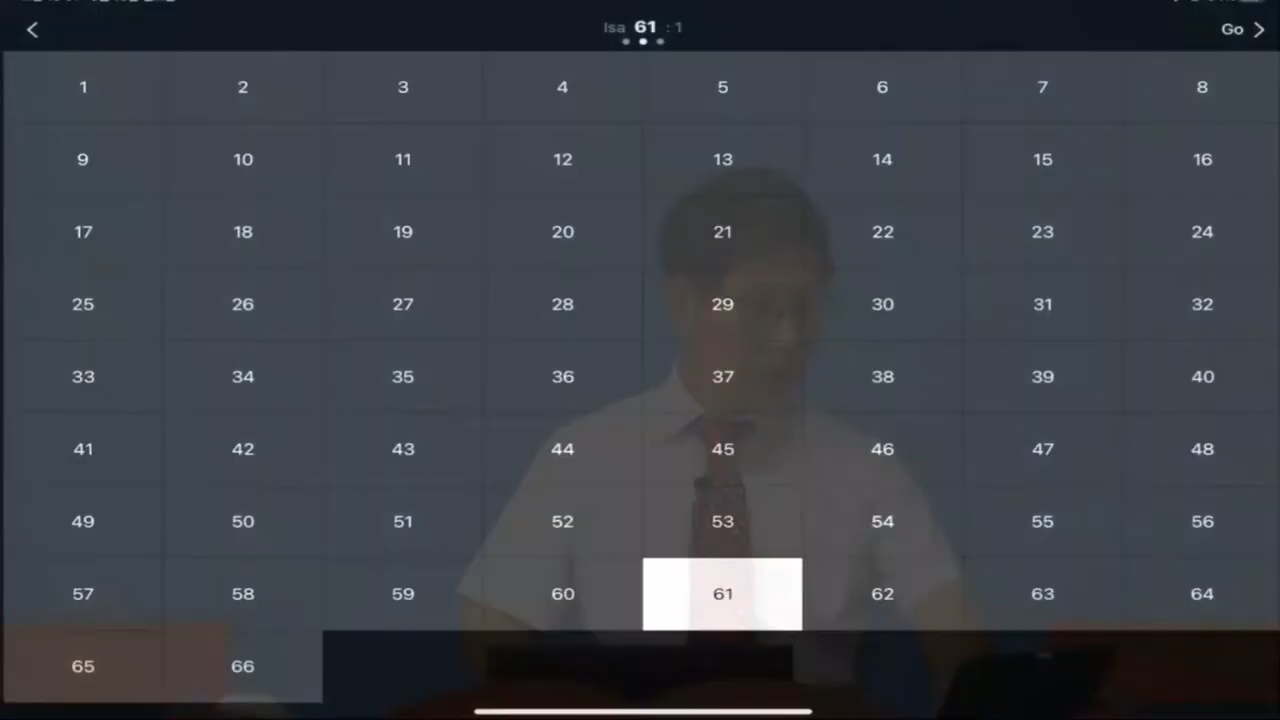 Isa 61 : 1
Go
1 2 3 4 5 6 7 8
9 10 11 12 13 14 15 16
17 18 19 20 21 22 23 24
25 26 27 28 29 30 31 32
33 34 35 36 37 38 39 40
41 42 43 44 45 46 47 48
49 50 51 52 53 54 55 56
57 58 59 60 61 62 63 64
65 66